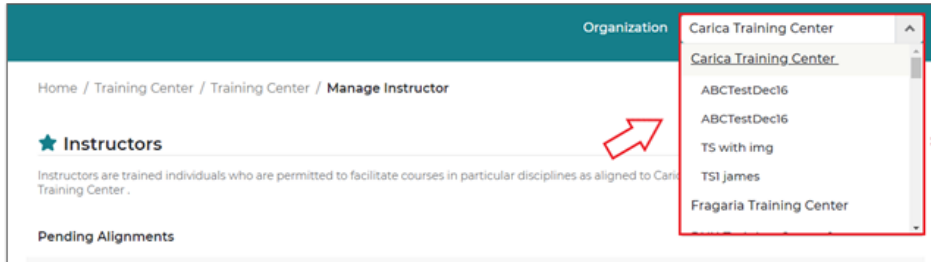 Organization Carica Training Center
Carica Training Center
Home / Training Center / Training Center / Manage Instructor
ABCTestDec16
ABCTestDec16
Instructors
TS with img
Instructors are trained individuals who are permitted to facilitate courses in particular disciplines as aligned to
TS1 james
Training Center .
Fragaria Training Center
Pending Alignments